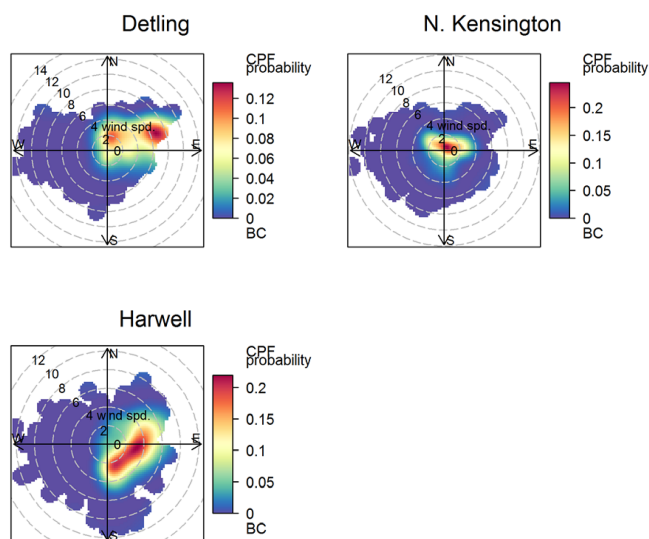 Detling
N. Kensington
CPF
probability
N
14
12
10
8
6
4 wind spd.
2
0
W
E
S
0.12
0.1
0.08
0.06
0.04
0.02
0
BC
CPF
probability
N
12
10
8
6
4 wind spd.
2
0
W
E
S
0.2
0.15
0.1
0.05
0
BC
Harwell
CPF
probability
N
12
10
8
6
4 wind spd.
2
0
W
E
S
0.2
0.15
0.1
0.05
0
BC